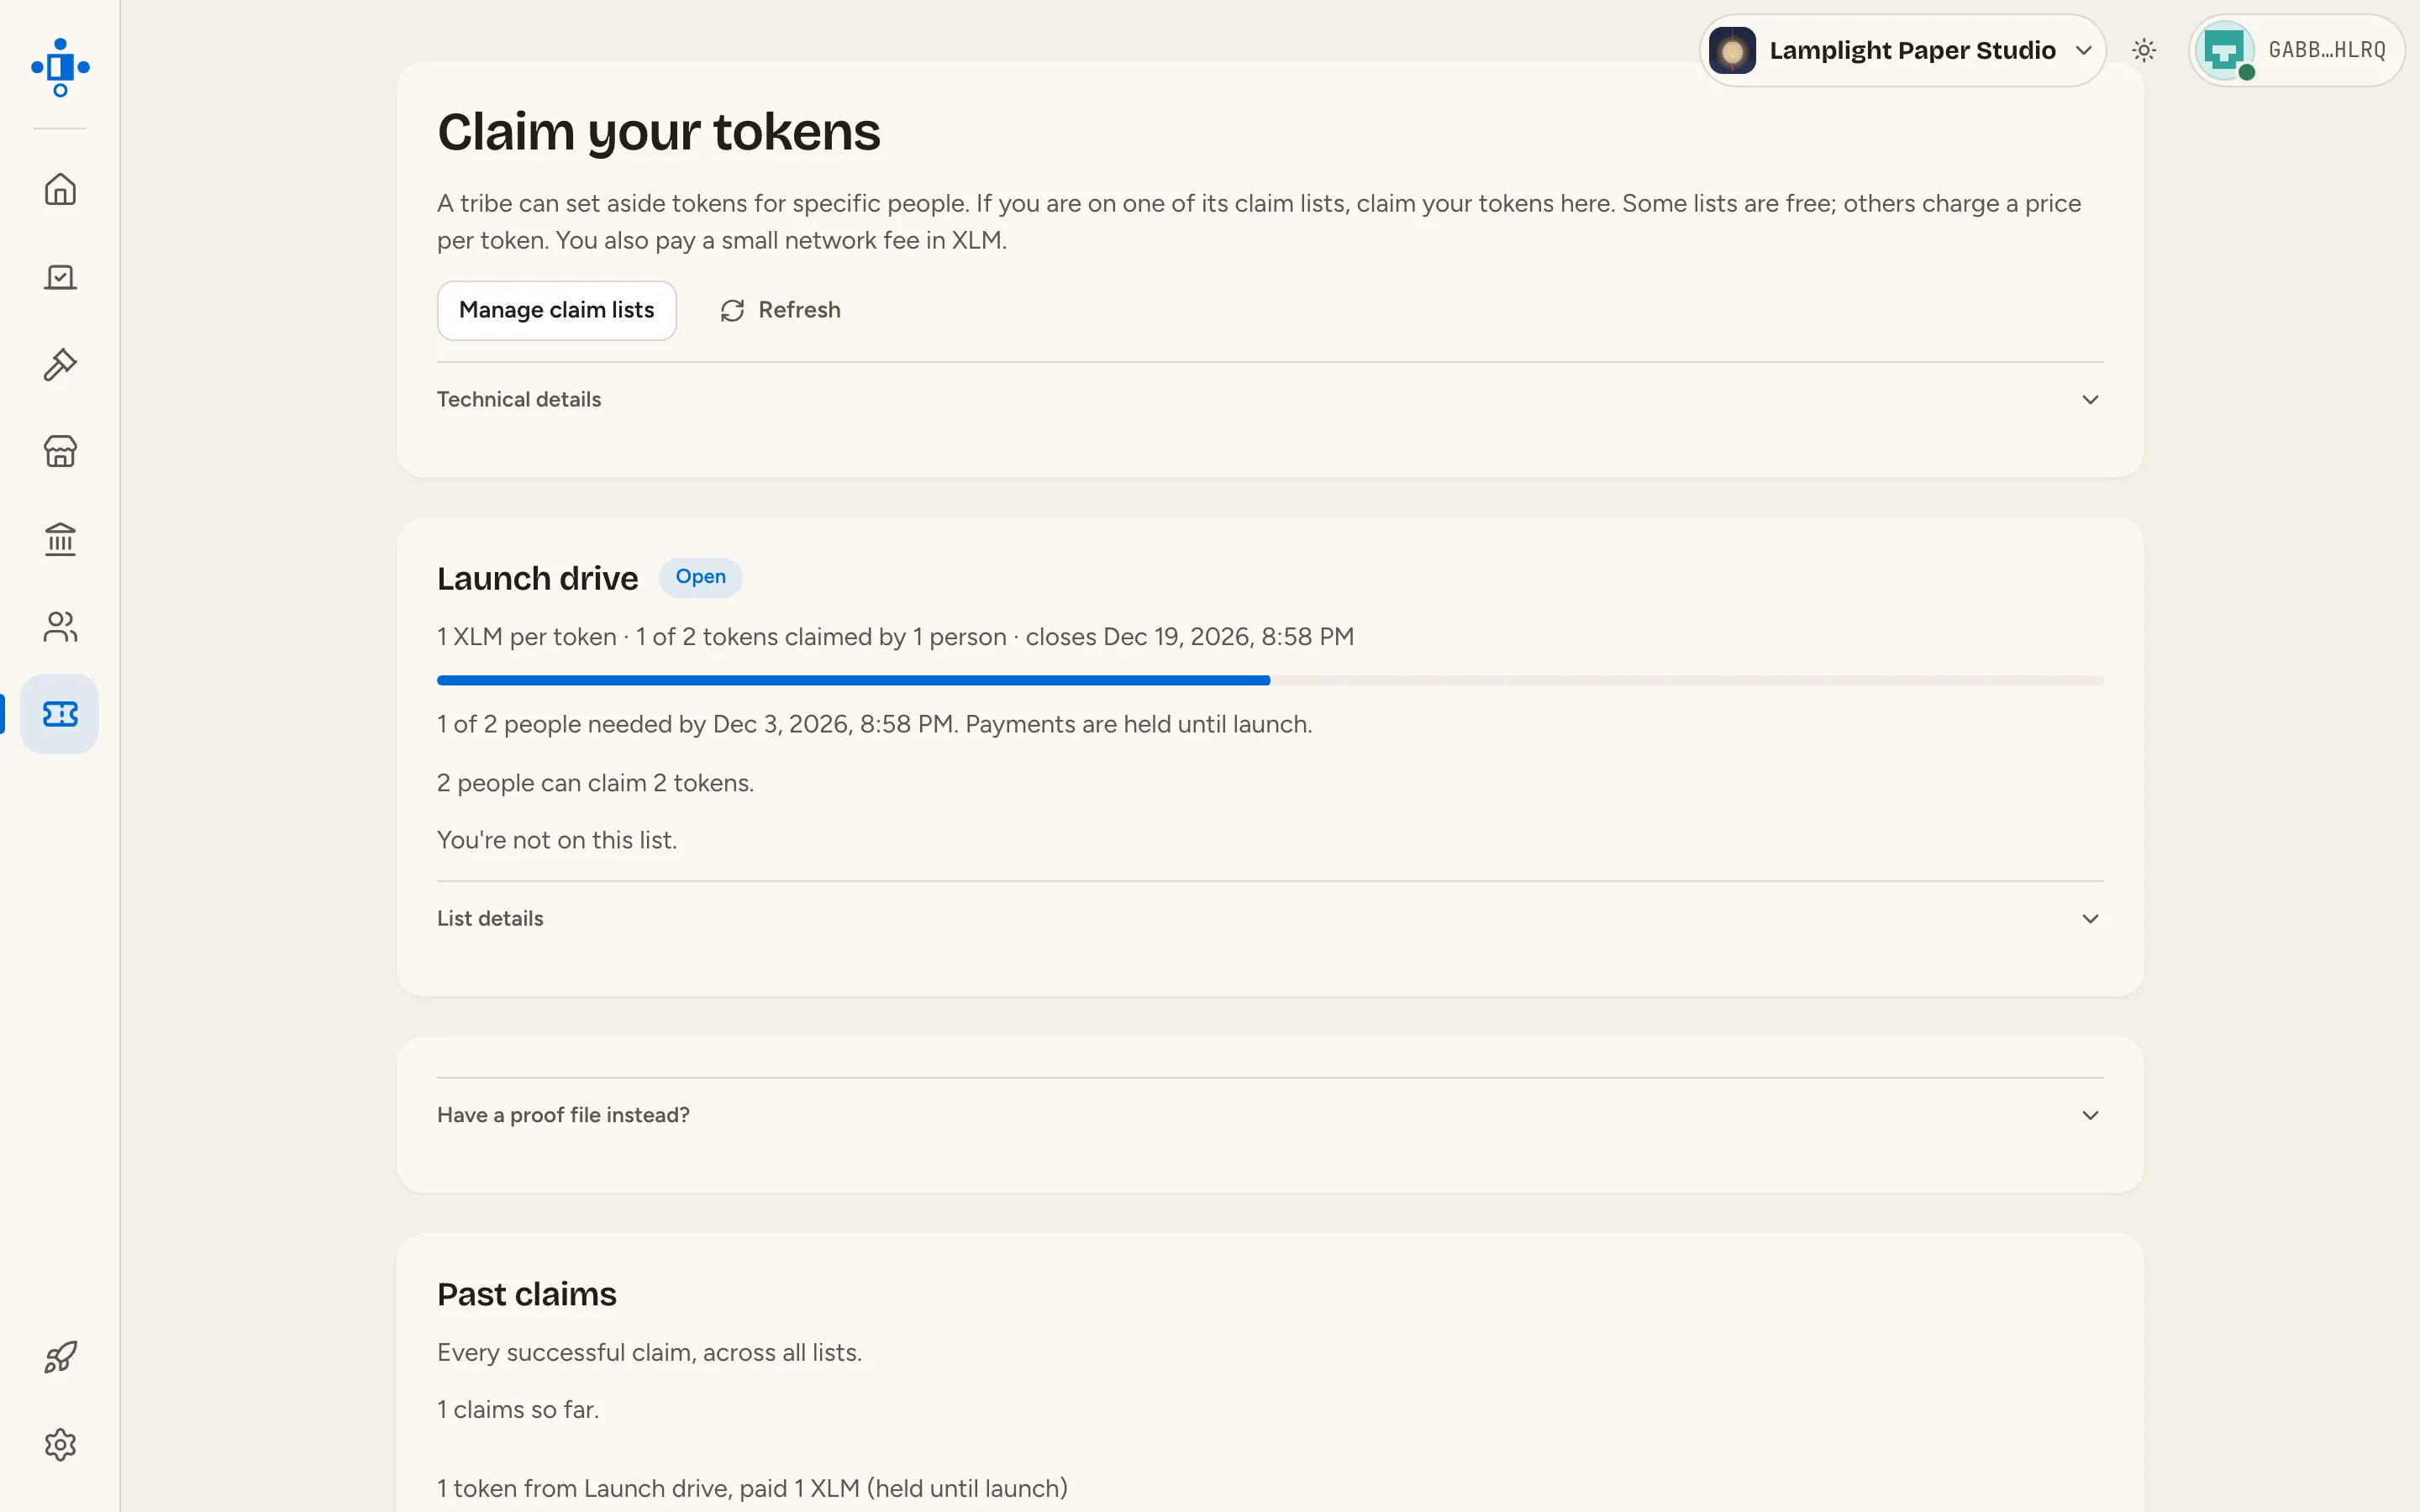 Lamplight Paper Studio
GABB...HLRQ
Claim your tokens
A tribe can set aside tokens for specific people. If you are on one of its claim lists, claim your tokens here. Some lists are free; others charge a price
per token. You also pay a small network fee in XLM.
Manage claim lists
Refresh
Technical details
Launch drive
Open
1 XLM per token · 1 of 2 tokens claimed by 1 person · closes Dec 19, 2026, 8:58 PM
1 of 2 people needed by Dec 3, 2026, 8:58 PM. Payments are held until launch.
2 people can claim 2 tokens.
You're not on this list.
List details
Have a proof file instead?
Past claims
Every successful claim, across all lists.
1 claims so far.
1 token from Launch drive, paid 1 XLM (held until launch)